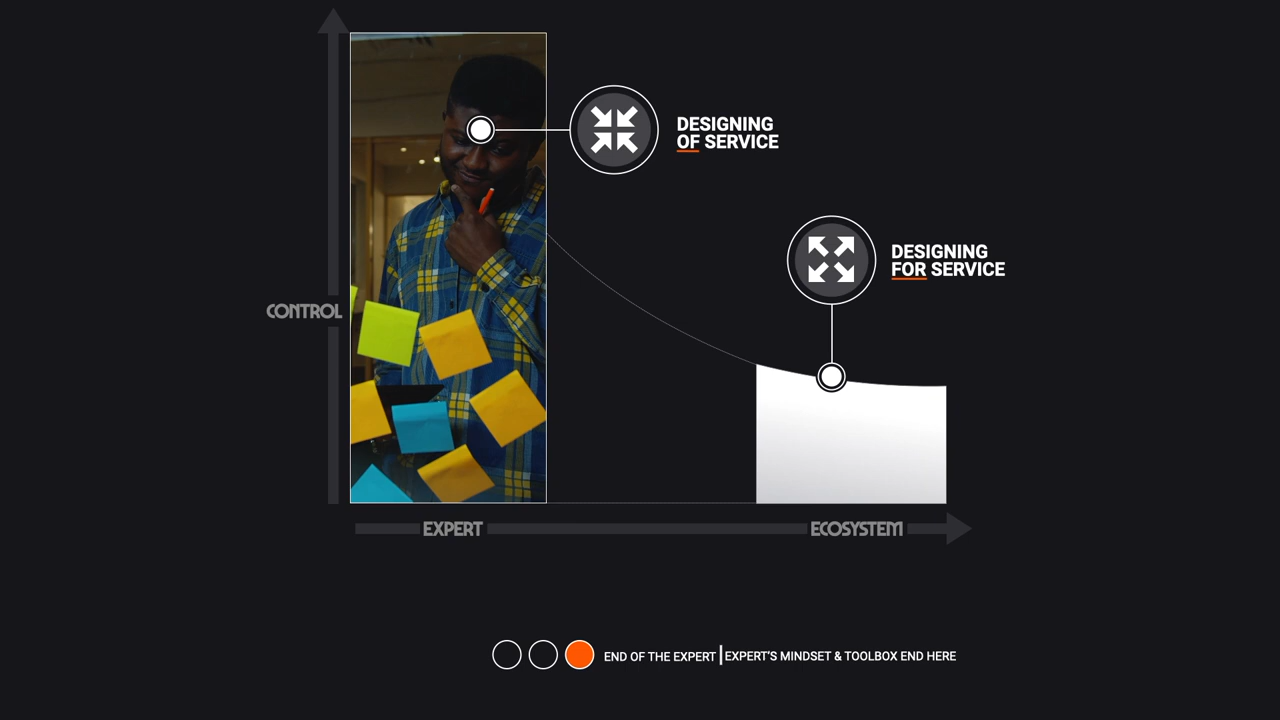 DESIGNING
OF SERVICE
DESIGNING
FOR SERVICE
CONTROL
EXPERT
ECOSYSTEM
END OF THE EXPERT | EXPERT'S MINDSET & TOOLBOX END HERE